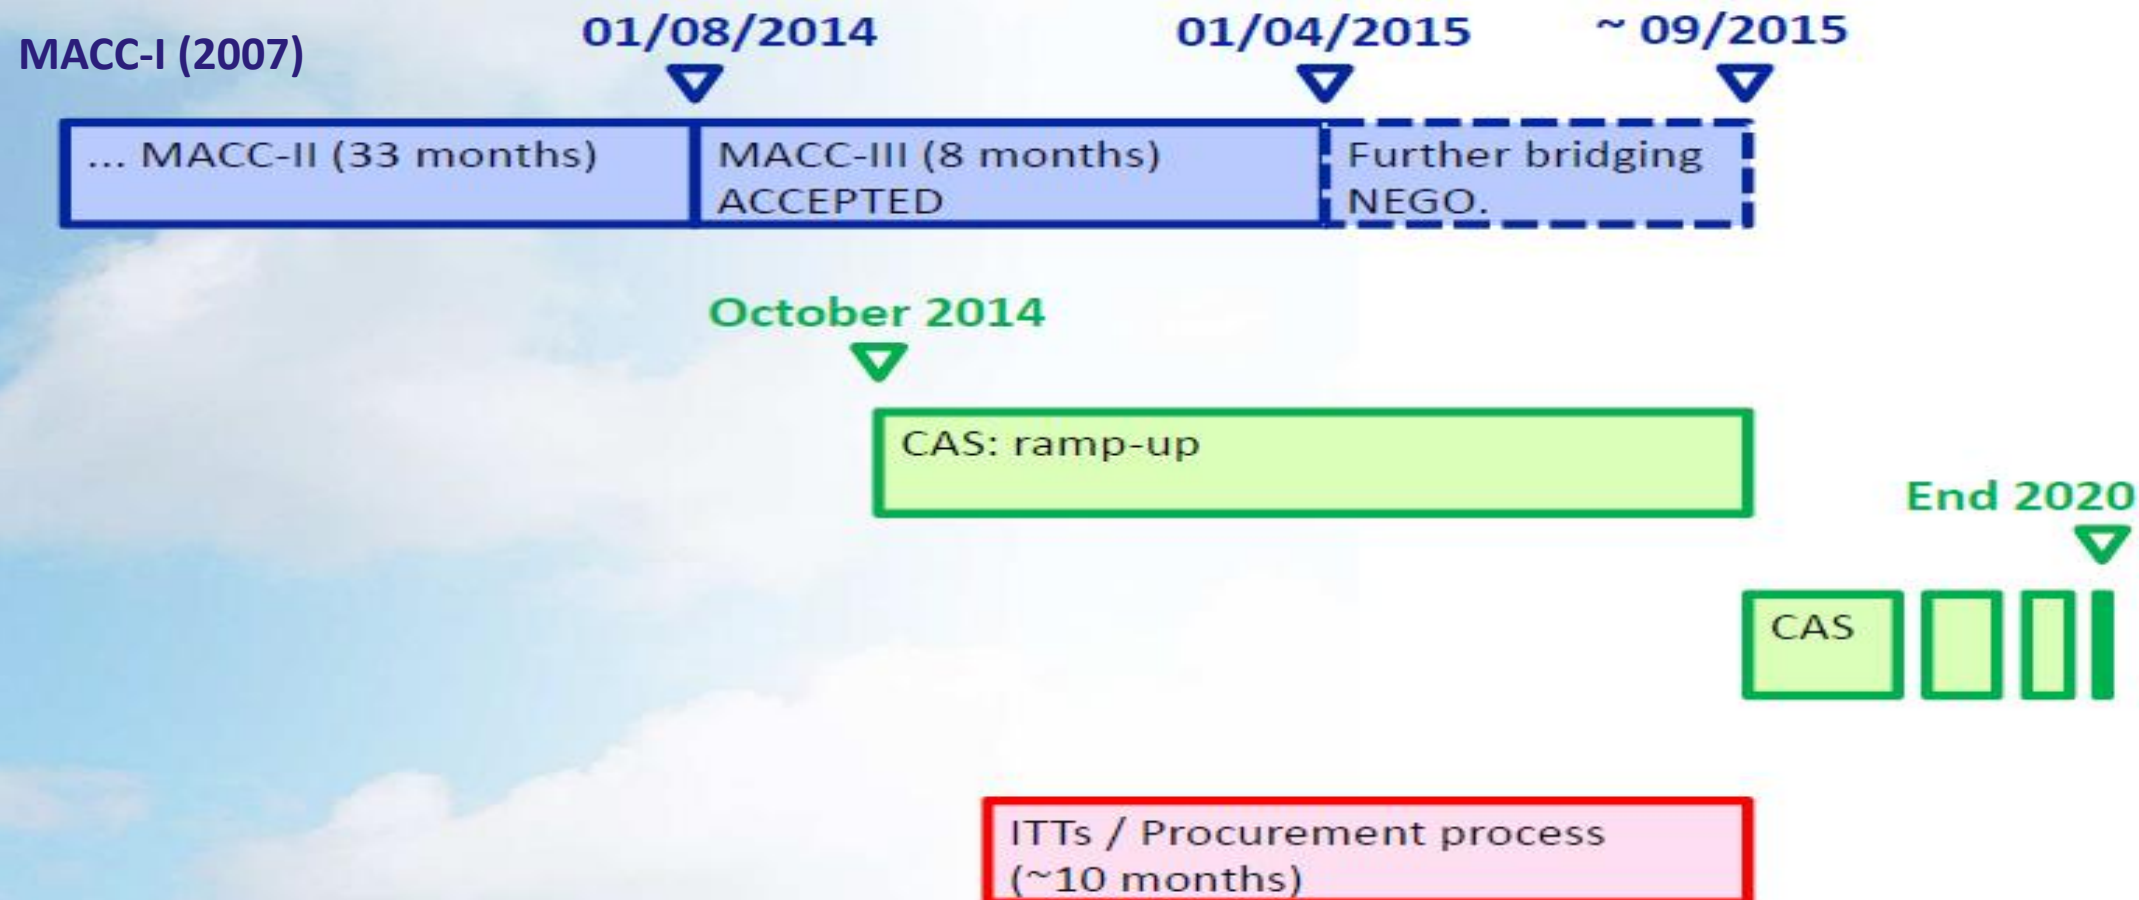 MACC-I (2007)
01/08/2014
01/04/2015
~ 09/2015
... MACC-II (33 months)
MACC-III (8 months)
ACCEPTED
Further bridging
NEGO.
October 2014
CAS: ramp-up
End 2020
CAS
ITTs / Procurement process
(~10 months)